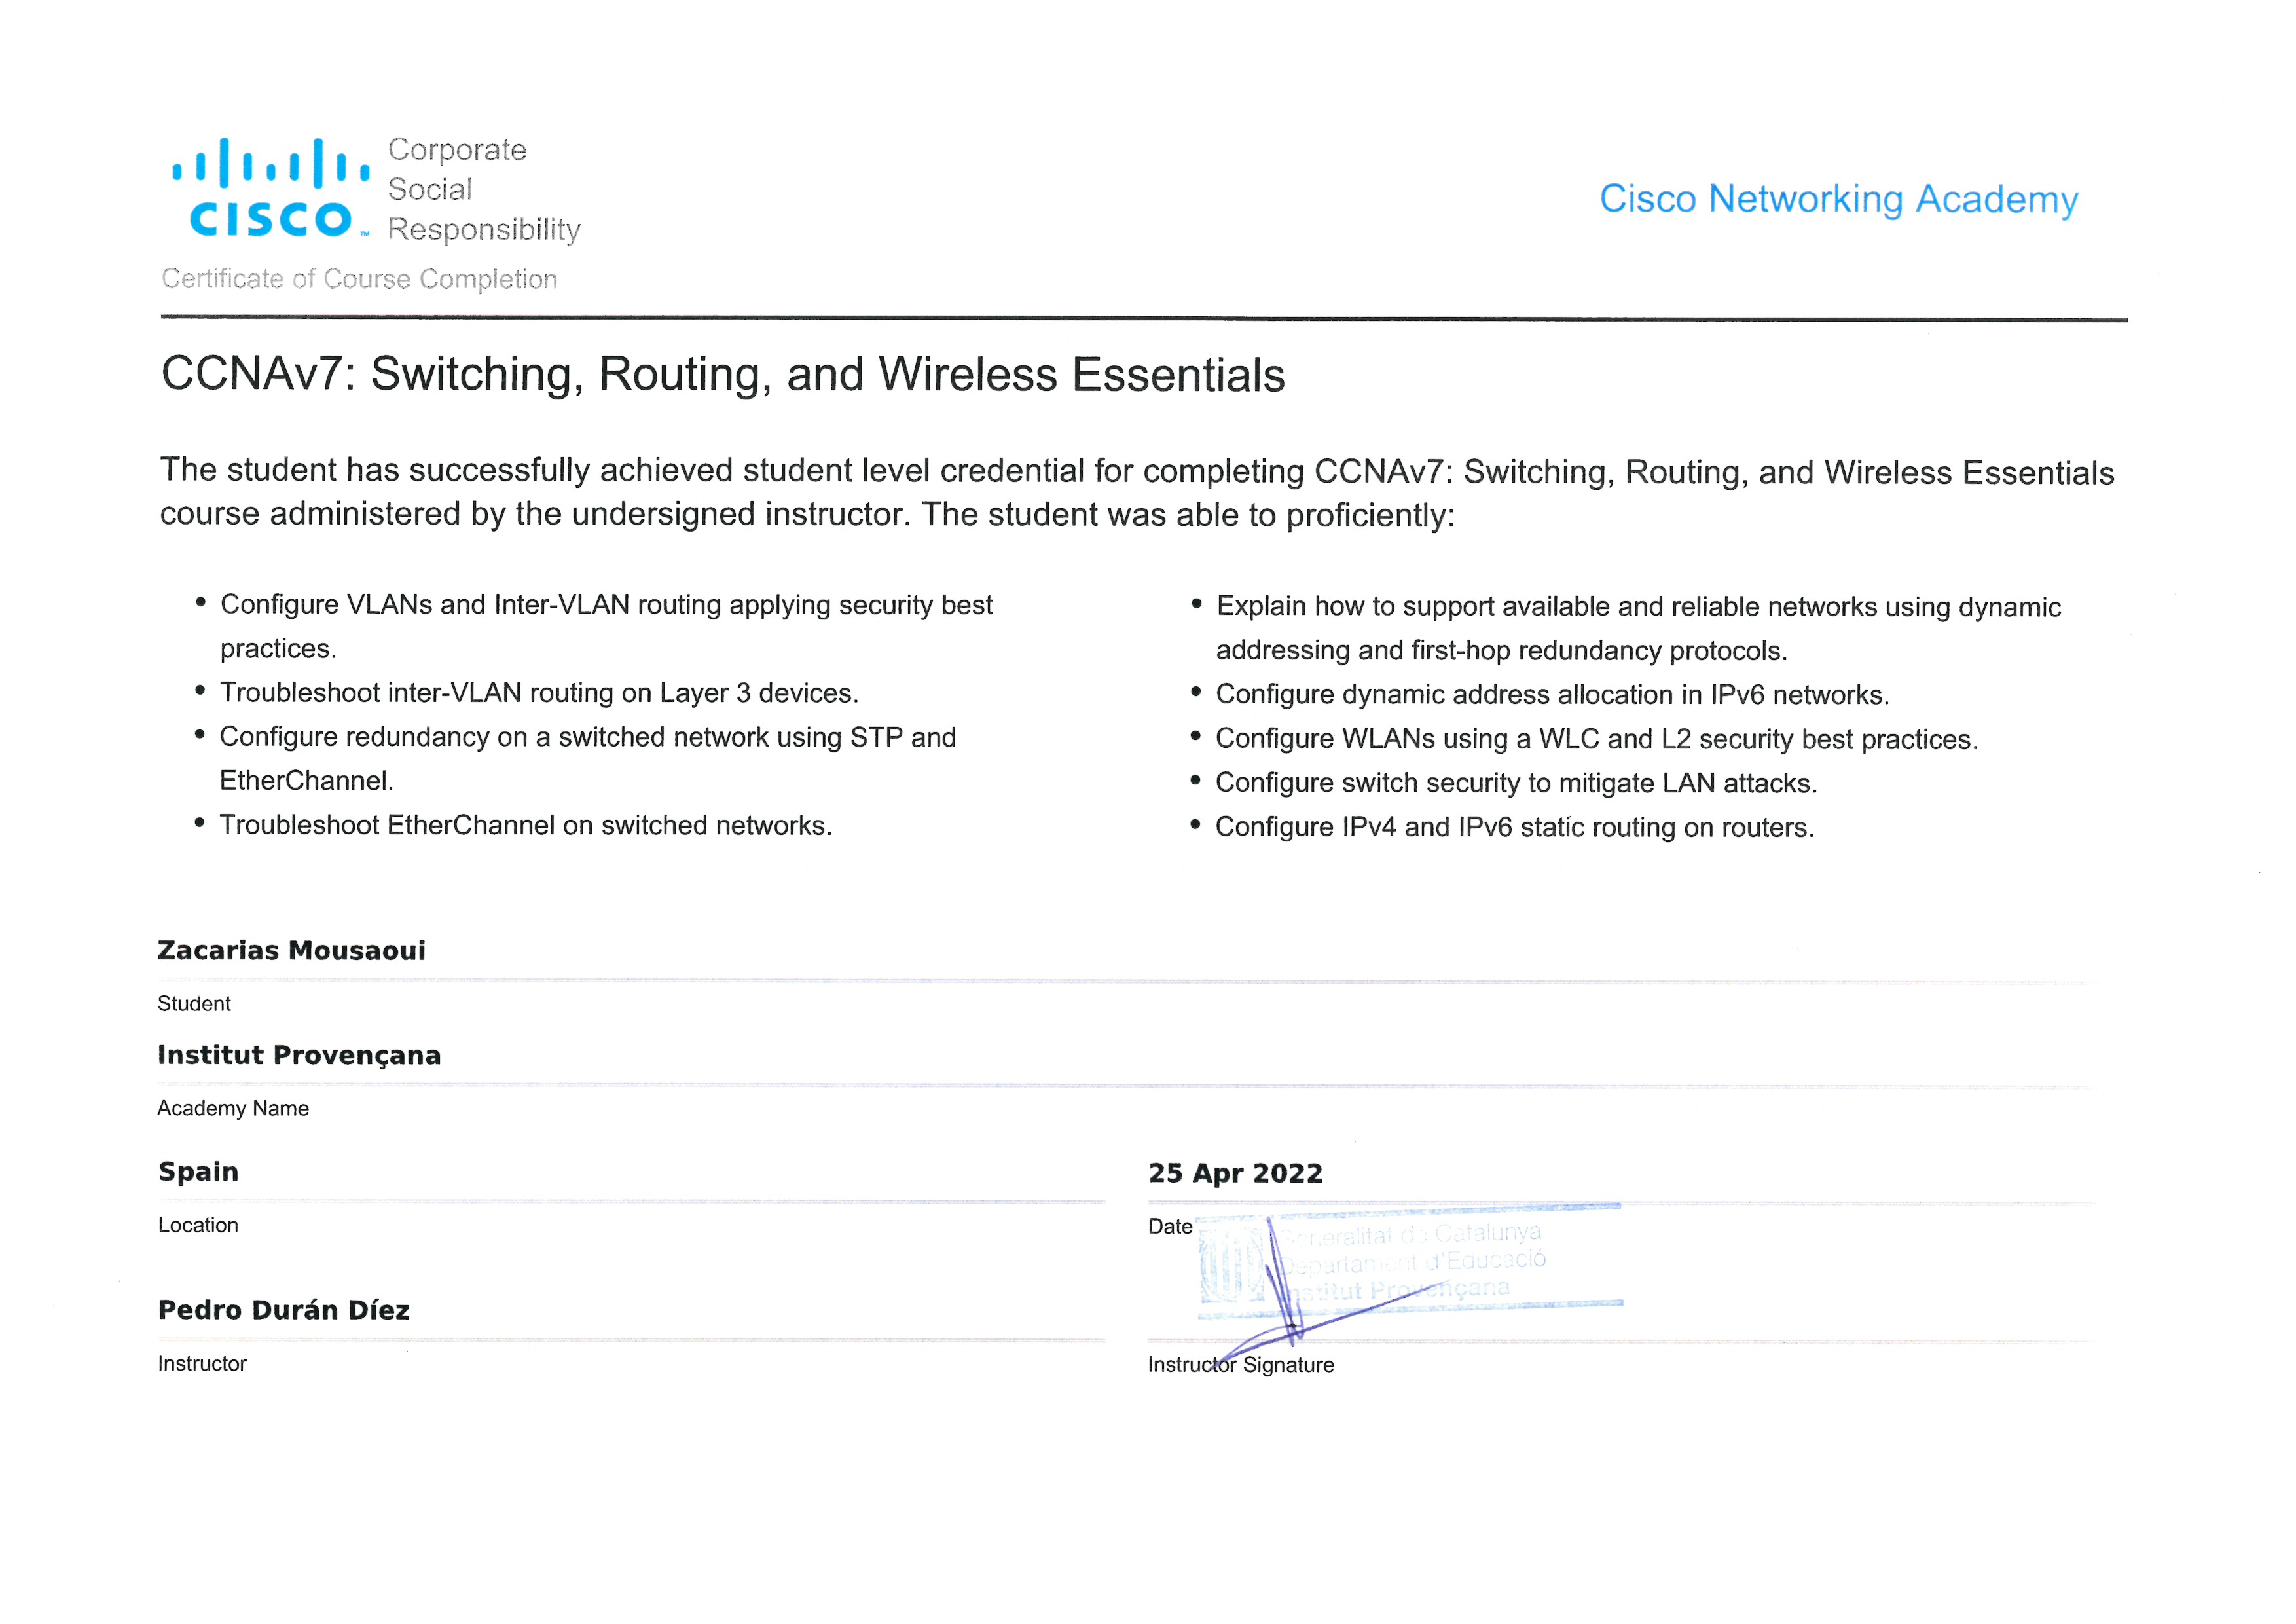 Corporate
Social
Responsibility
CISCO™
Cisco Networking Academy
Certificate of Course Completion
CCNAv7: Switching, Routing, and Wireless Essentials
The student has successfully achieved student level credential for completing CCNAv7: Switching, Routing, and Wireless Essentials
course administered by the undersigned instructor. The student was able to proficiently:
• Configure VLANs and Inter-VLAN routing applying security best
practices.
• Troubleshoot inter-VLAN routing on Layer 3 devices.
• Configure redundancy on a switched network using STP and
EtherChannel.
• Troubleshoot EtherChannel on switched networks.
• Explain how to support available and reliable networks using dynamic
addressing and first-hop redundancy protocols.
• Configure dynamic address allocation in IPv6 networks.
• Configure WLANs using a WLC and L2 security best practices.
• Configure switch security to mitigate LAN attacks.
• Configure IPv4 and IPv6 static routing on routers.
Zacarias Mousaoui
Student
Institut Provençana
Academy Name
Spain
Location
25 Apr 2022
Date
Generalitat de Catalunya
Departament d'Educació
Institut Provençana
Pedro Durán Díez
Instructor
Instructor Signature